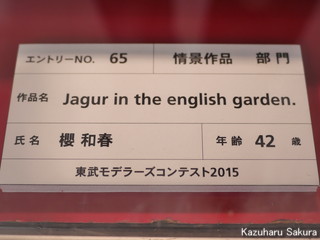 エントリーNO. 65 情景作品 部門
作品名 Jagur in the english garden.
氏名 櫻 和春 年齢 42 歳
東武モデラーズコンテスト2015
Kazuharu Sakura